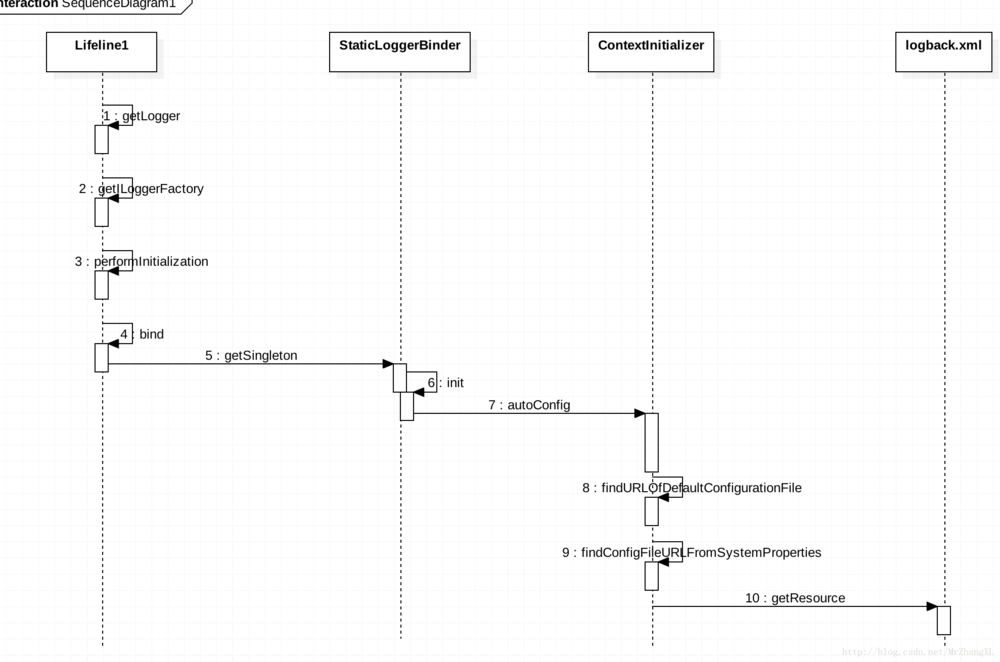 interaction SequenceDiagram1
Lifeline1
StaticLoggerBinder
ContextInitializer
logback.xml
1 : getLogger
2 : getILoggerFactory
3 : performInitialization
4 : bind
5 : getSingleton
6 : init
7 : autoConfig
8 : findURLOfDefaultConfigurationFile
9 : findConfigFileURLFromSystemProperties
10 : getResource
http://blog.csdn.net/MrZhangXL